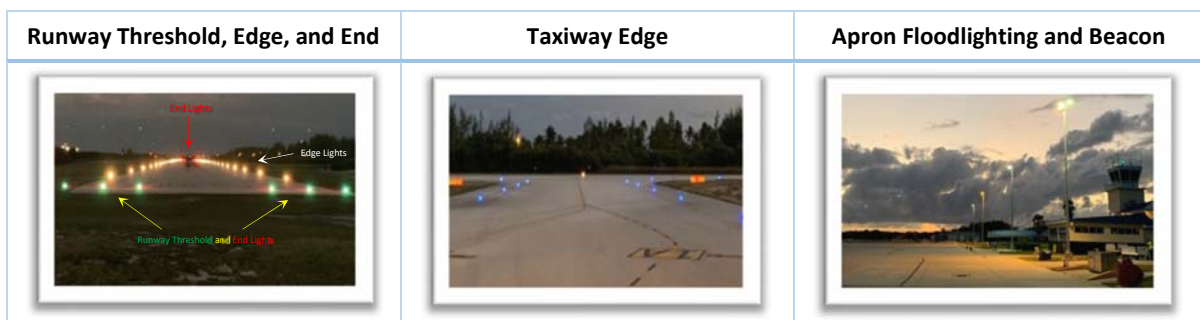 Runway Threshold, Edge, and End
Taxiway Edge
Apron Floodlighting and Beacon
End Lights
Edge Lights
Runway Threshold and End Lights